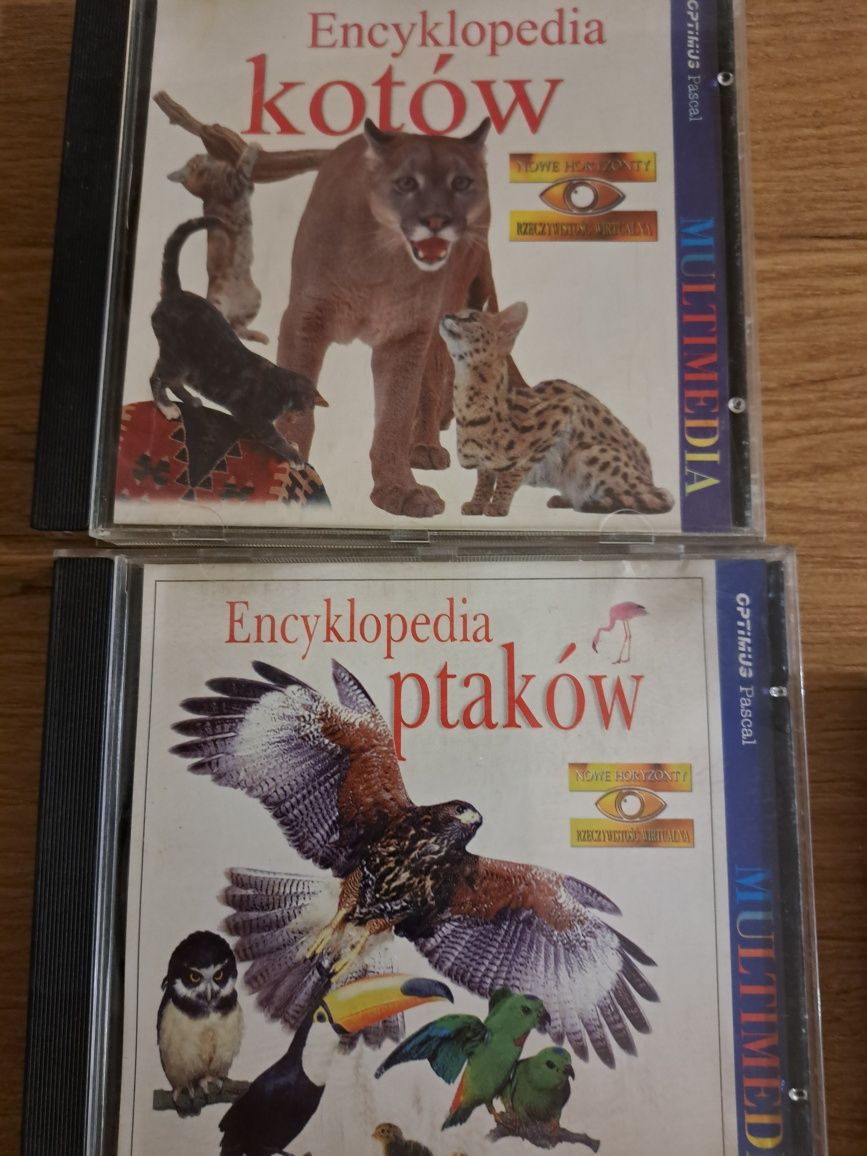 Encyklopedia
kotów
NOWE HORYZONTY
RZECZYWISTOŚĆ WIRTUALNA
OPTIMUS Pascal
MULTIMEDIA
Encyklopedia
ptaków
NOWE HORYZONTY
RZECZYWISTOŚĆ WIRTUALNA
OPTIMUS Pascal
MULTIMED